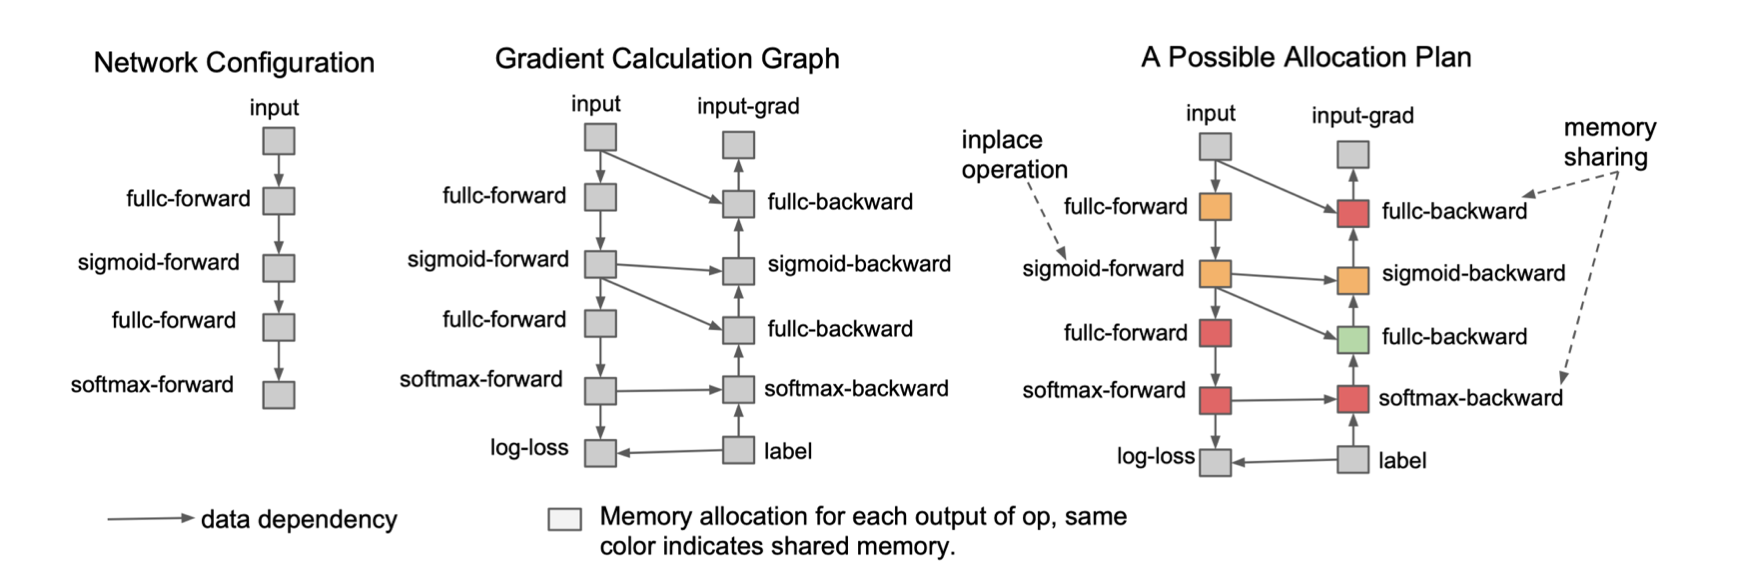 Network Configuration
input
fullc-forward
sigmoid-forward
fullc-forward
softmax-forward
Gradient Calculation Graph
input
input-grad
fullc-forward
fullc-backward
sigmoid-forward
sigmoid-backward
fullc-forward
fullc-backward
softmax-forward
softmax-backward
log-loss
label
A Possible Allocation Plan
input
input-grad
inplace
operation
memory
sharing
fullc-forward
fullc-backward
sigmoid-forward
sigmoid-backward
fullc-forward
fullc-backward
softmax-forward
softmax-backward
log-loss
label
data dependency
Memory allocation for each output of op, same
color indicates shared memory.